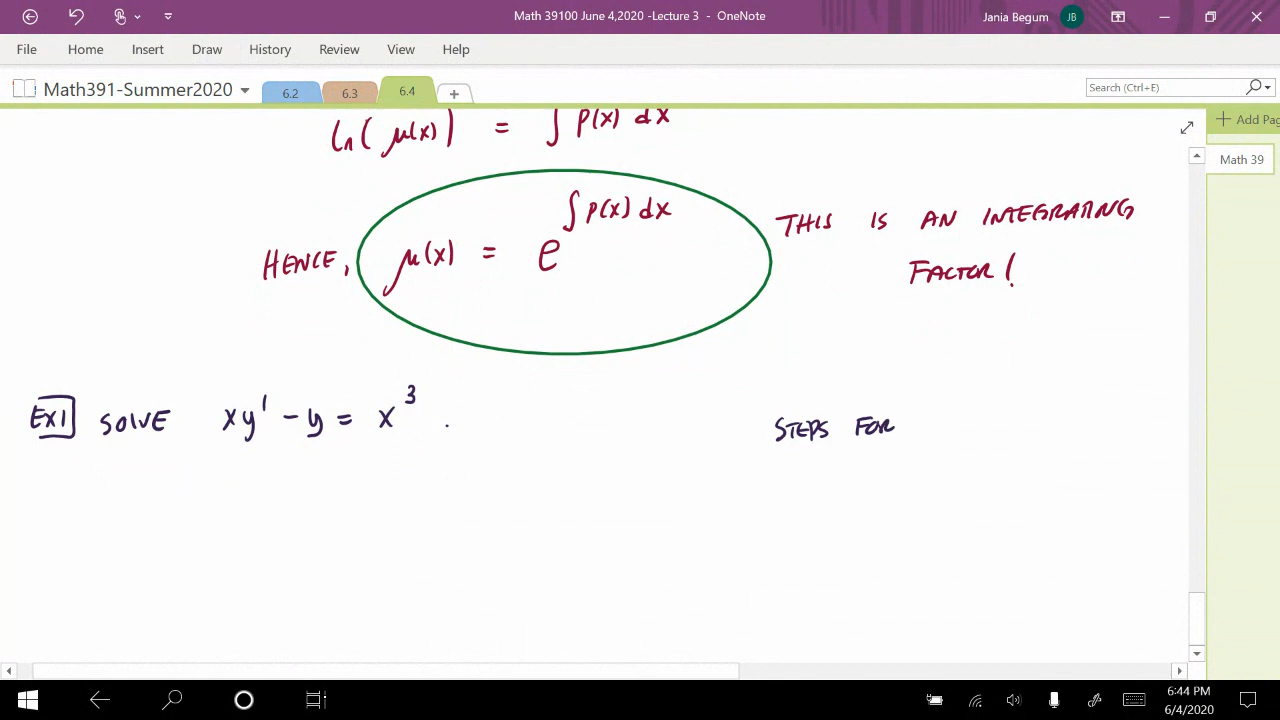 Math 39100 June 4,2020 -Lecture 3 - OneNote
Jania Begum JB
File Home Insert Draw History Review View Help
Math391-Summer2020 6.2 6.3 6.4
Search (Ctrl+E)
Add Pag
Math 39
ln( μ(x) ) = ∫ p(x) dx
HENCE, μ(x) = e^{∫ p(x) dx}
THIS IS AN INTEGRATING
FACTOR!
EX1 SOLVE xy' - y = x^3 .
STEPS FOR
6:44 PM
6/4/2020